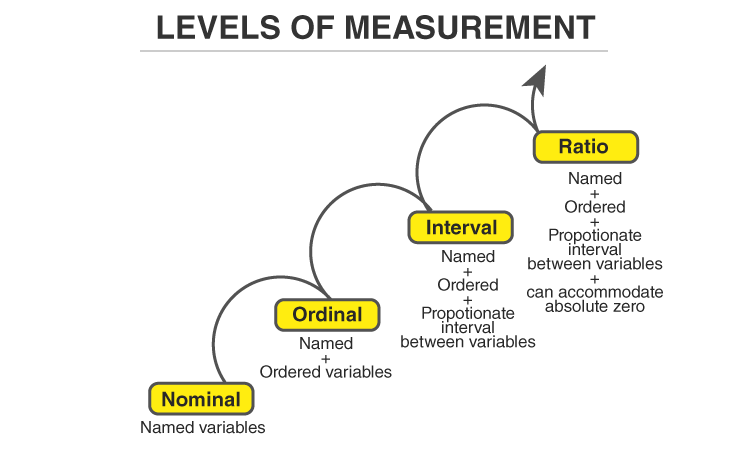 LEVELS OF MEASUREMENT
Nominal
Named variables
Ordinal
Named
+
Ordered variables
Interval
Named
+
Ordered
+
Propotionate
interval
between variables
Ratio
Named
+
Ordered
+
Propotionate
interval
between variables
+
can accommodate
absolute zero